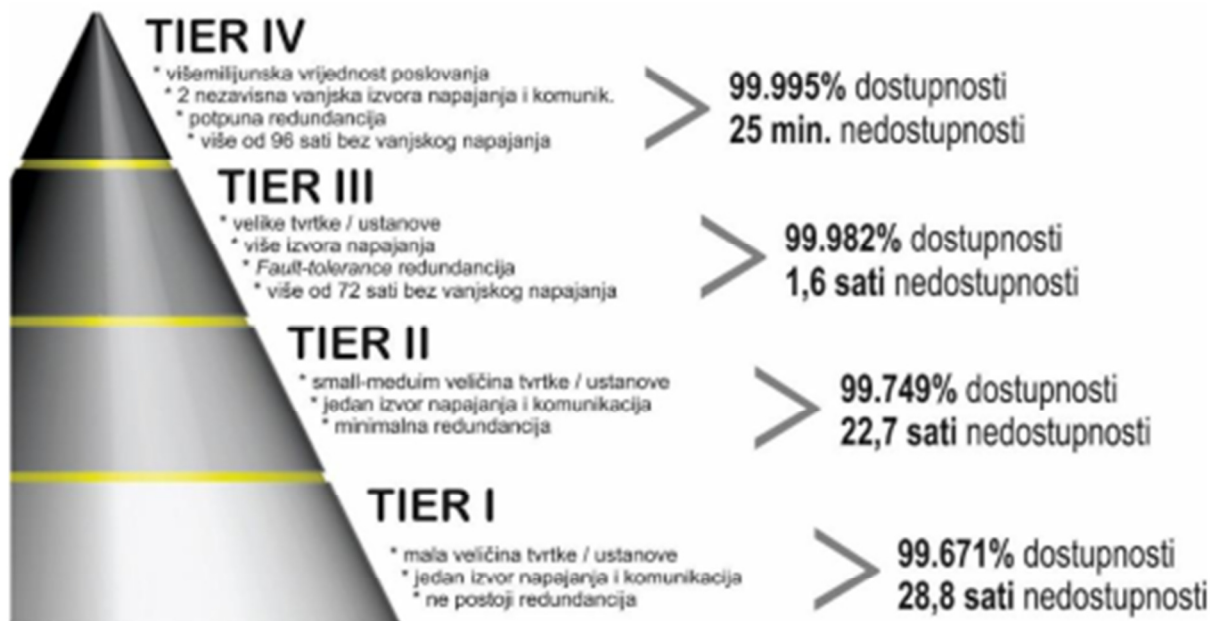 TIER IV
* višemilijunska vrijednost poslovanja
* 2 nezavisna vanjska izvora napajanja i komunik.
* potpuna redundancija
* više od 96 sati bez vanjskog napajanja
99.995% dostupnosti
25 min. nedostupnosti
TIER III
* velike tvrtke / ustanove
* više izvora napajanja
* Fault-tolerance redundancija
* više od 72 sati bez vanjskog napajanja
99.982% dostupnosti
1,6 sati nedostupnosti
TIER II
* small-meduim veličina tvrtke / ustanove
* jedan izvor napajanja i komunikacija
* minimalna redundancija
99.749% dostupnosti
22,7 sati nedostupnosti
TIER I
* mala veličina tvrtke / ustanove
* jedan izvor napajanja i komunikacija
* ne postoji redundancija
99.671% dostupnosti
28,8 sati nedostupnosti